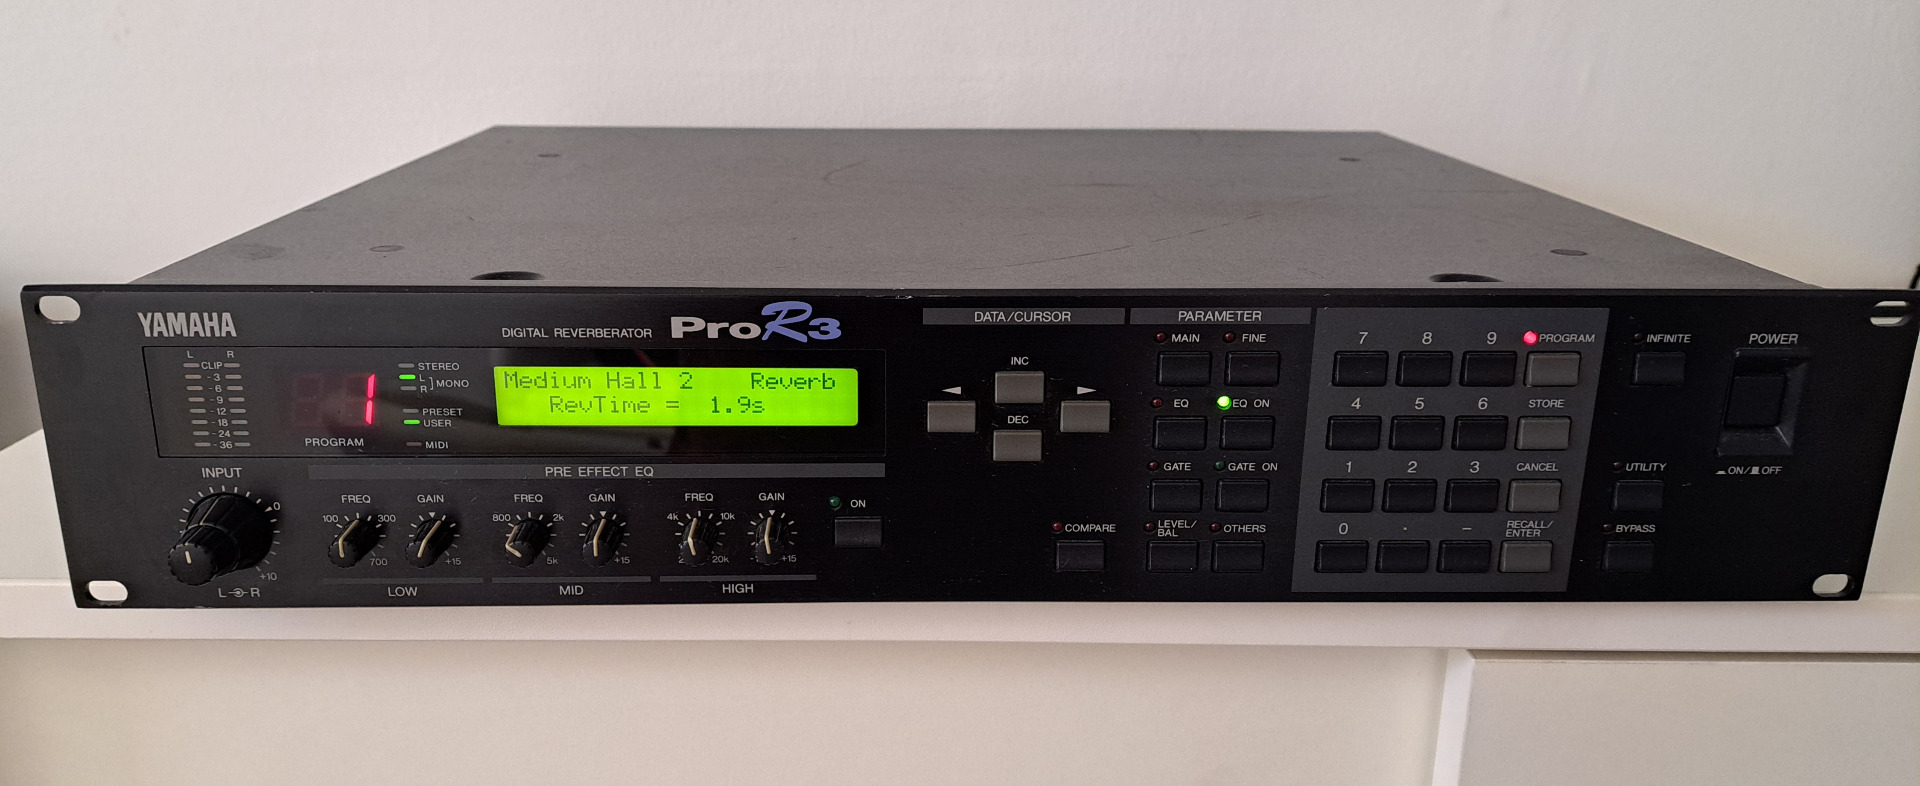 YAMAHA
DIGITAL REVERBERATOR ProR3
L R
CLIP
-3
-6
-9
-12
-18
-24
-36
1
PROGRAM
STEREO
L
R
MONO
PRESET
USER
MIDI
Medium Hall 2 Reverb
RevTime = 1.9s
INPUT
0
+10
L R
PRE EFFECT EQ
FREQ GAIN FREQ GAIN FREQ GAIN
100 300 800 2k 4k 10k
700 +15 5k +15 20k +15
LOW MID HIGH
ON
DATA/CURSOR
INC
DEC
COMPARE
PARAMETER
MAIN FINE
EQ EQ ON
GATE GATE ON
LEVEL/
BAL
OTHERS
7 8 9 PROGRAM
4 5 6 STORE
1 2 3 CANCEL
0 · – RECALL/
ENTER
INFINITE
UTILITY
BYPASS
POWER
ON/ OFF